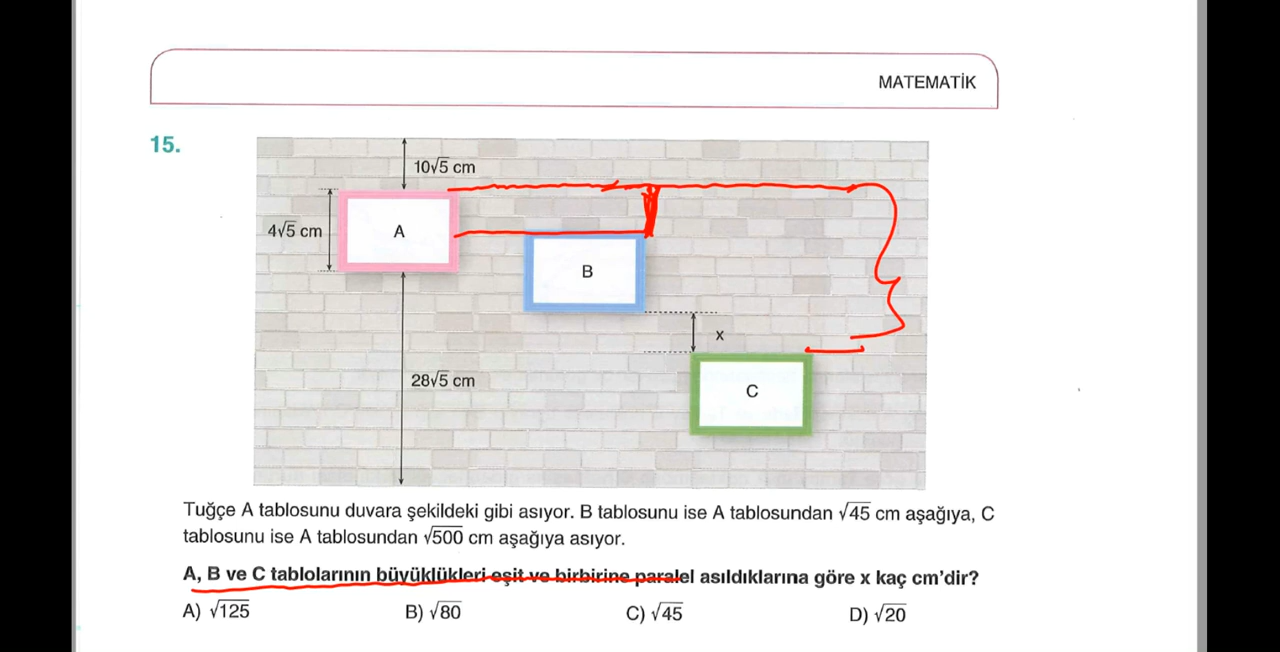 MATEMATİK
15.
10√5 cm
4√5 cm
A
B
x
28√5 cm
C
Tuğçe A tablosunu duvara şekildeki gibi asıyor. B tablosunu ise A tablosundan √45 cm aşağıya, C
tablosunu ise A tablosundan √500 cm aşağıya asıyor.
A, B ve C tablolarının büyüklükleri eşit ve birbirine paralel asıldıklarına göre x kaç cm'dir?
A) √125 B) √80 C) √45 D) √20